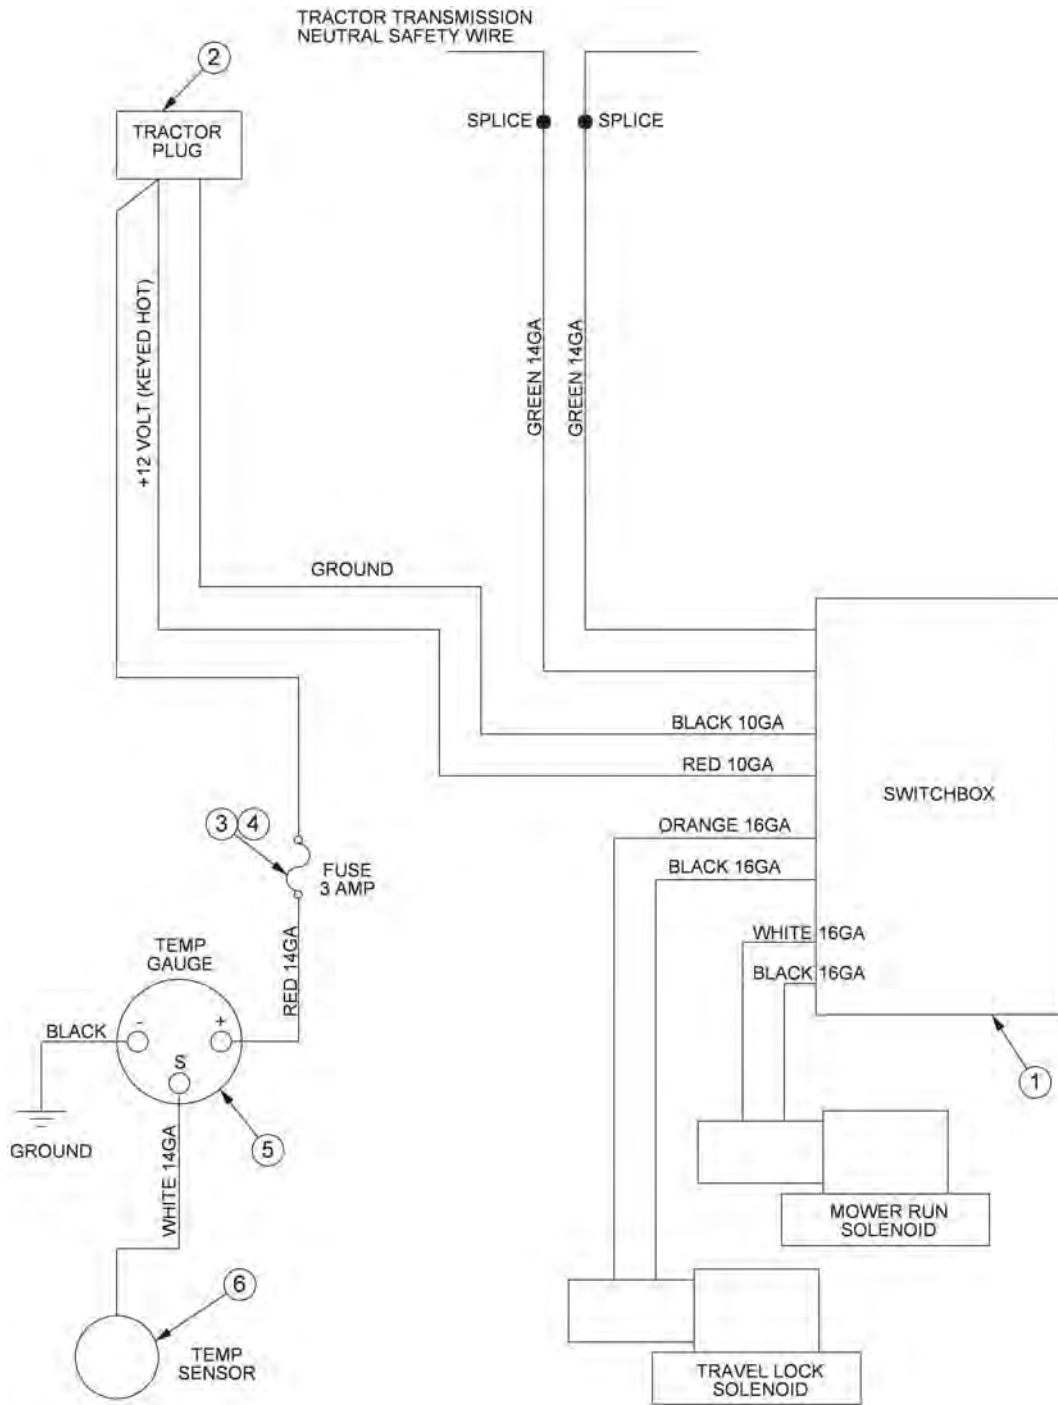 TRACTOR TRANSMISSION
NEUTRAL SAFETY WIRE
2
TRACTOR
PLUG
SPLICE
SPLICE
+12 VOLT (KEYED HOT)
GREEN 14GA
GREEN 14GA
GROUND
BLACK 10GA
RED 10GA
SWITCHBOX
ORANGE 16GA
BLACK 16GA
3 4
FUSE
3 AMP
WHITE 16GA
BLACK 16GA
TEMP
GAUGE
RED 14GA
BLACK
- +
S
1
GROUND
5
WHITE 14GA
MOWER RUN
SOLENOID
6
TEMP
SENSOR
TRAVEL LOCK
SOLENOID